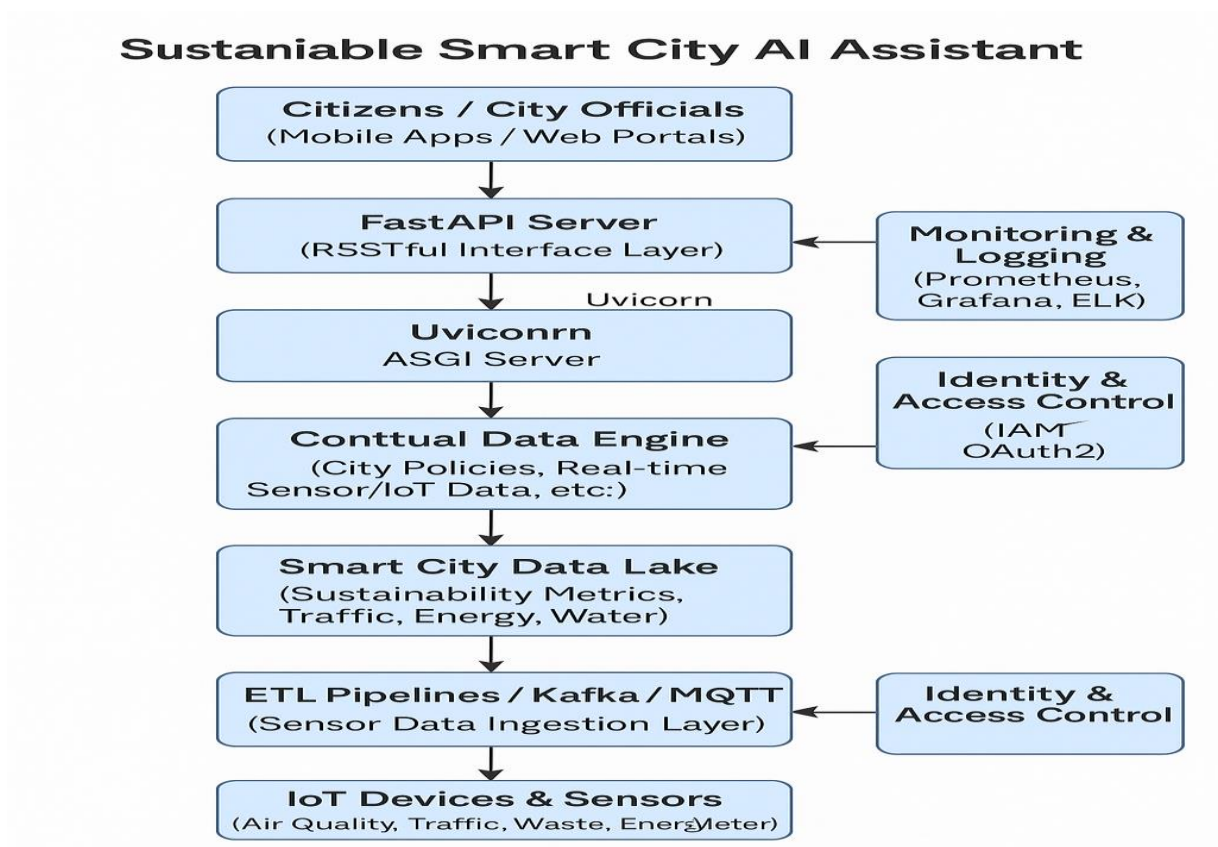 Sustaniable Smart City AI Assistant
Citizens / City Officials
(Mobile Apps / Web Portals)
FastAPI Server
(R5STful Interface Layer)
Monitoring &
Logging
(Prometheus,
Grafana, ELK)
Uvicorn
Uviconrn
ASGI Server
Identity &
Access Control
(IAM
OAuth2)
Conttual Data Engine
(City Policies, Real-time
Sensor/IoT Data, etc:)
Smart City Data Lake
(Sustainability Metrics,
Traffic, Energy, Water)
ETL Pipelines / Kafka / MQTT
(Sensor Data Ingestion Layer)
Identity &
Access Control
IoT Devices & Sensors
(Air Quality, Traffic, Waste,